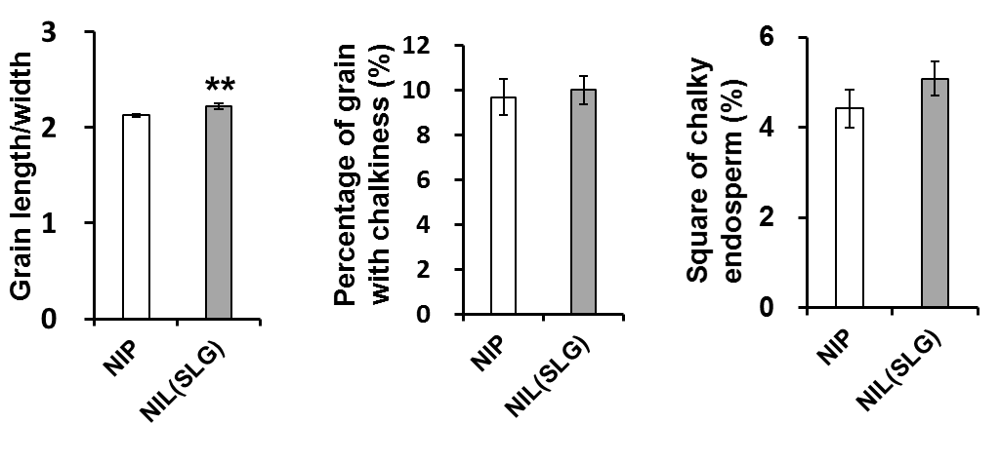 Grain length/width
3
2
1
0
**
NIP
NIL(SLG)
Percentage of grain
with chalkiness (%)
12
10
8
6
4
2
0
NIP
NIL(SLG)
Square of chalky
endosperm (%)
6
4
2
0
NIP
NIL(SLG)